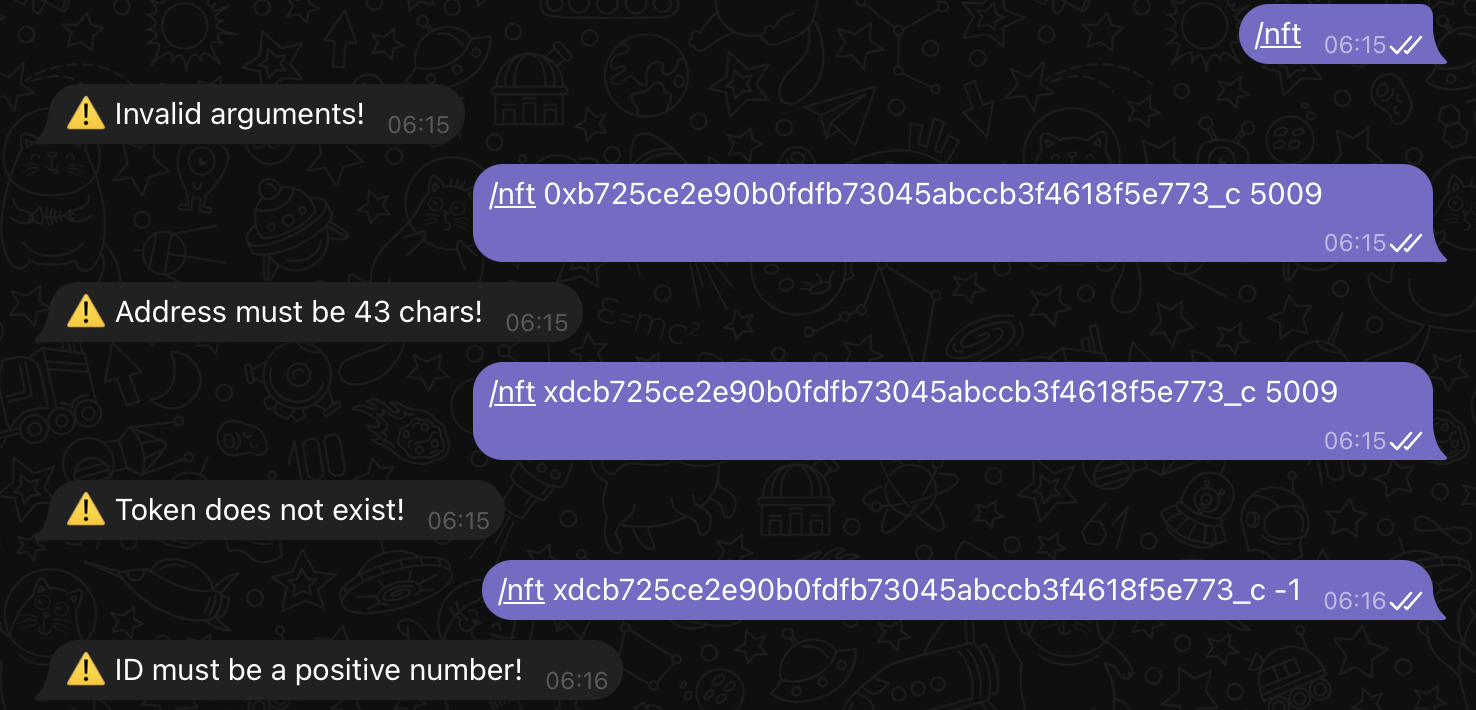 /nft 06:15
⚠️ Invalid arguments! 06:15
/nft 0xb725ce2e90b0fdfb73045abccb3f4618f5e773_c 5009
06:15
⚠️ Address must be 43 chars! 06:15
/nft xdcb725ce2e90b0fdfb73045abccb3f4618f5e773_c 5009
06:15
⚠️ Token does not exist! 06:15
/nft xdcb725ce2e90b0fdfb73045abccb3f4618f5e773_c -1 06:16
⚠️ ID must be a positive number! 06:16